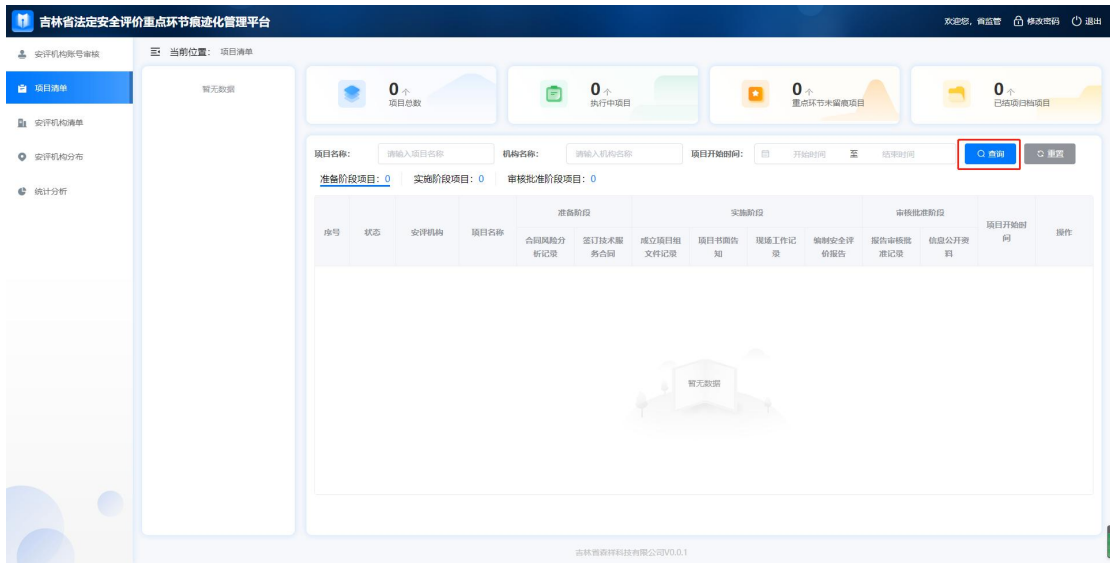 吉林省法定安全评价重点环节痕迹化管理平台
欢迎您，省监管 修改密码 退出
安评机构账号审核
项目清单
安评机构清单
安评机构分布
统计分析
当前位置： 项目清单
暂无数据
0个
项目总数
0个
执行中项目
0个
重点环节未留痕项目
0个
已结项归档项目
项目名称： 请输入项目名称 机构名称： 请输入机构名称 项目开始时间： 开始时间 至 结束时间 查询 重置
准备阶段项目：0 实施阶段项目：0 审核批准阶段项目：0
序号 状态 安评机构 项目名称 准备阶段 实施阶段 审核批准阶段 项目开始时间 操作
合同风险分析记录 签订技术服务合同 成立项目组文件记录 项目书面告知 现场工作记录 编制安全评价报告 报告审核批准记录 信息公开资料
暂无数据
吉林省森祥科技有限公司V0.0.1